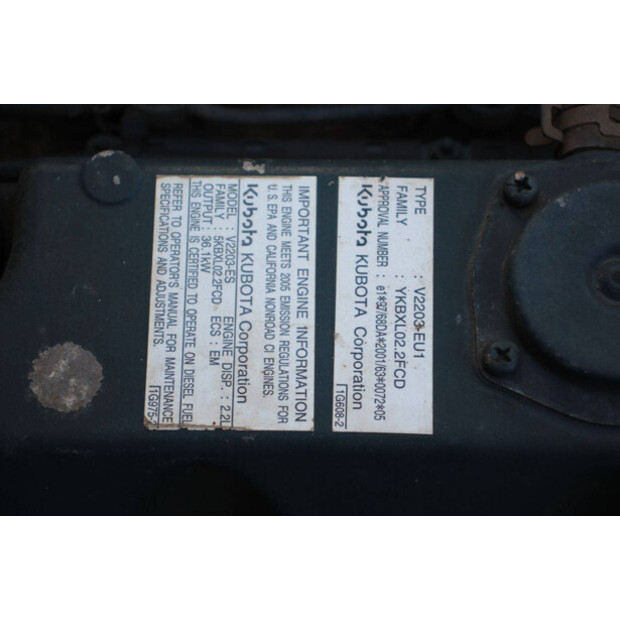 TYPE : V2203-EU1
FAMILY : YKBXL02.2FCD
APPROVAL NUMBER : e1*97/68DA*2001/63*0072*05
Kubota KUBOTA Corporation
1G608-2
IMPORTANT ENGINE INFORMATION
THIS ENGINE MEETS 2005 EMISSION REGULATIONS FOR
U.S. EPA AND CALIFORNIA NONROAD CI ENGINES.
Kubota KUBOTA Corporation
MODEL : V2203-ES ENGINE DISP. : 2.2L
FAMILY : 5KBXL02.2FCD ECS : EM
OUTPUT : 36.1kW
THIS ENGINE IS CERTIFIED TO OPERATE ON DIESEL FUEL
REFER TO OPERATOR'S MANUAL FOR MAINTENANCE
SPECIFICATIONS AND ADJUSTMENTS.